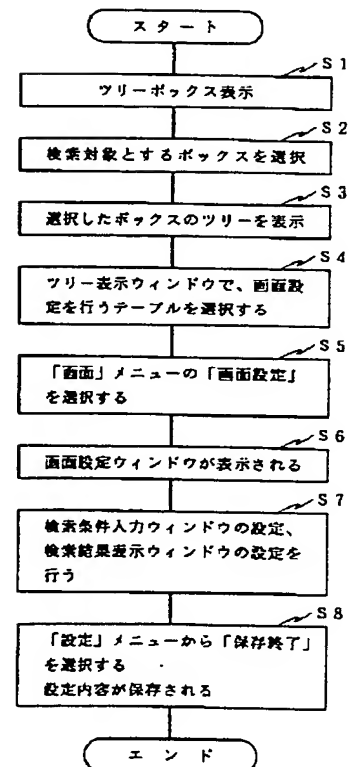 スタート
S1
ツリーボックス表示
S2
検索対象とするボックスを選択
S3
選択したボックスのツリーを表示
S4
ツリー表示ウィンドウで、画面設
定を行うテーブルを選択する
S5
「画面」メニューの「画面設定」
を選択する
S6
画面設定ウィンドウが表示される
S7
検索条件入力ウィンドウの設定、
検索結果表示ウィンドウの設定を
行う
S8
「設定」メニューから「保存終了」
を選択する
設定内容が保存される
エンド